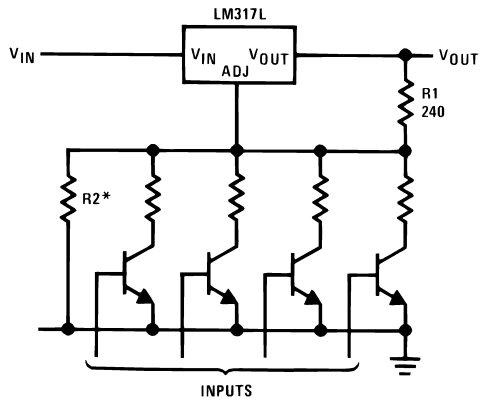 LM317L
VIN
VIN
VOUT
ADJ
VOUT
R1
240
R2*
INPUTS